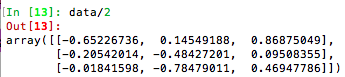 In [13]: data/2
Out[13]:
array([[-0.65226736,  0.14549188,  0.86875049],
       [-0.20542014, -0.48427201,  0.09508355],
       [-0.01841598, -0.78479011,  0.46947786]])